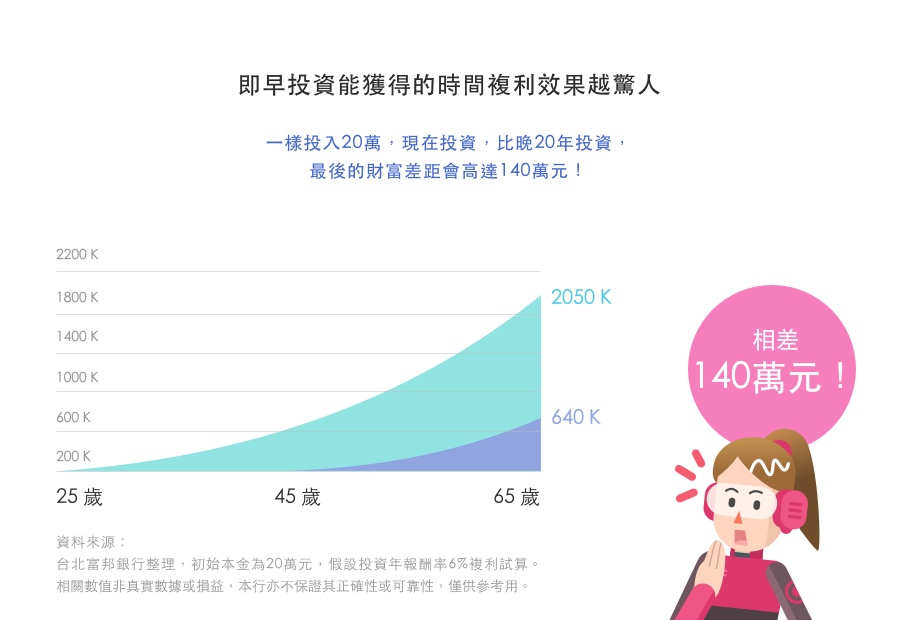 即早投資能獲得的時間複利效果越驚人
一樣投入20萬，現在投資，比晚20年投資，
最後的財富差距會高達140萬元！
2200 K
1800 K
1400 K
1000 K
600 K
200 K
2050 K
640 K
25 歲
45 歲
65 歲
相差
140萬元！
資料來源：
台北富邦銀行整理，初始本金為20萬元，假設投資年報酬率6%複利試算。
相關數值非真實數據或損益，本行亦不保證其正確性或可靠性，僅供參考用。